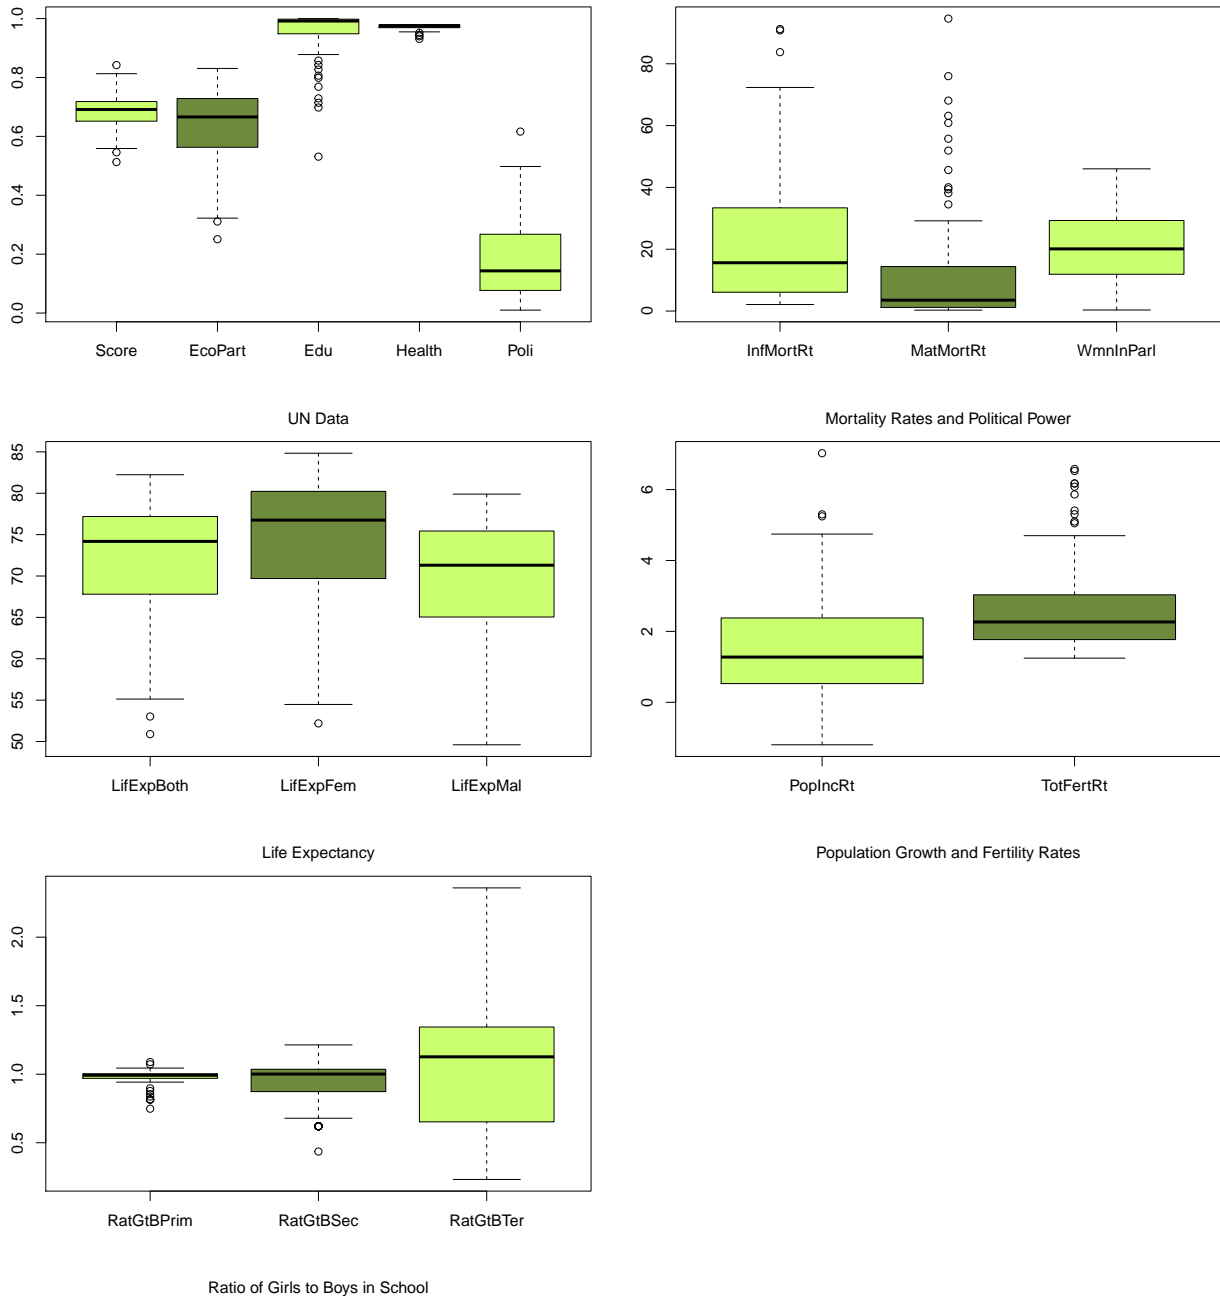 1.0
0.8
0.6
0.4
0.2
0.0
Score EcoPart Edu Health Poli
UN Data
80
60
40
20
0
InfMortRt MatMortRt WmnInParl
Mortality Rates and Political Power
85
80
75
70
65
60
55
50
LifExpBoth LifExpFem LifExpMal
Life Expectancy
6
4
2
0
PopIncRt TotFertRt
Population Growth and Fertility Rates
2.0
1.5
1.0
0.5
RatGtBPrim RatGtBSec RatGtBTer
Ratio of Girls to Boys in School